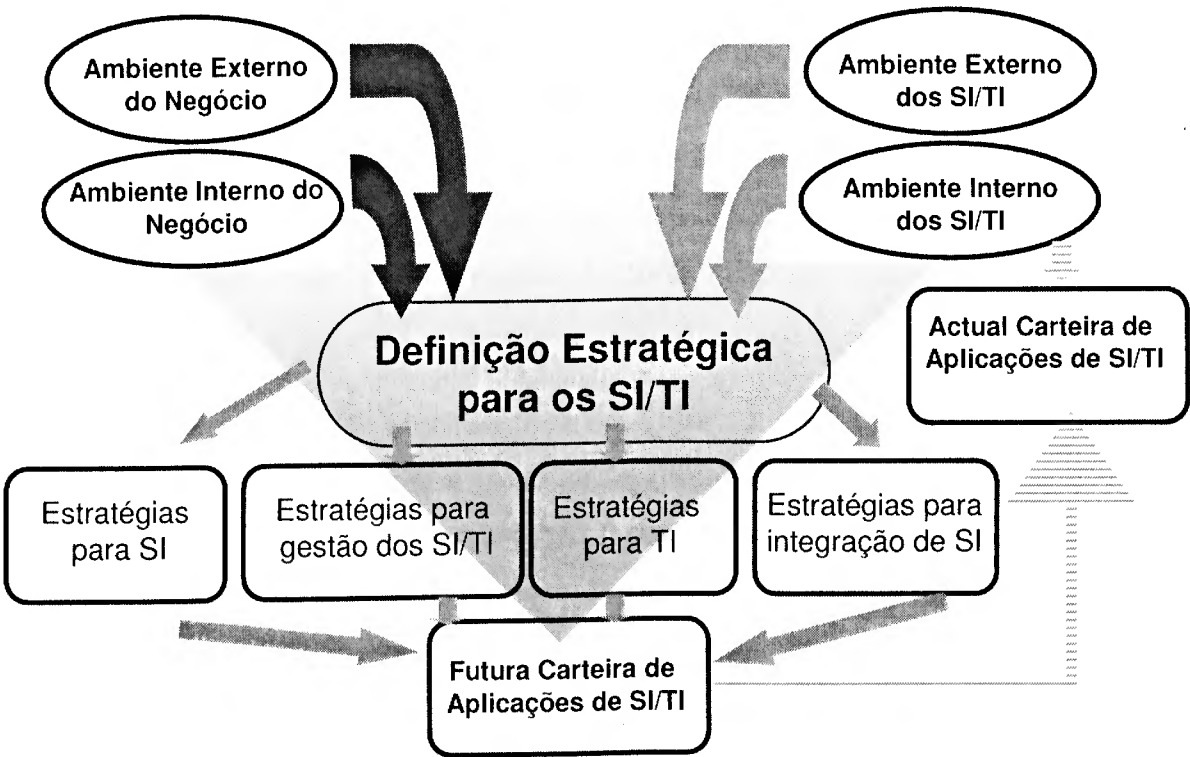 Ambiente Externo
do Negócio
Ambiente Externo
dos SI/TI
Ambiente Interno do
Negócio
Ambiente Interno
dos SI/TI
Definição Estratégica
para os SI/TI
Actual Carteira de
Aplicações de SI/TI
Estratégias
para SI
Estratégias para
gestão dos SI/TI
Estratégias
para TI
Estratégias para
integração de SI
Futura Carteira de
Aplicações de SI/TI